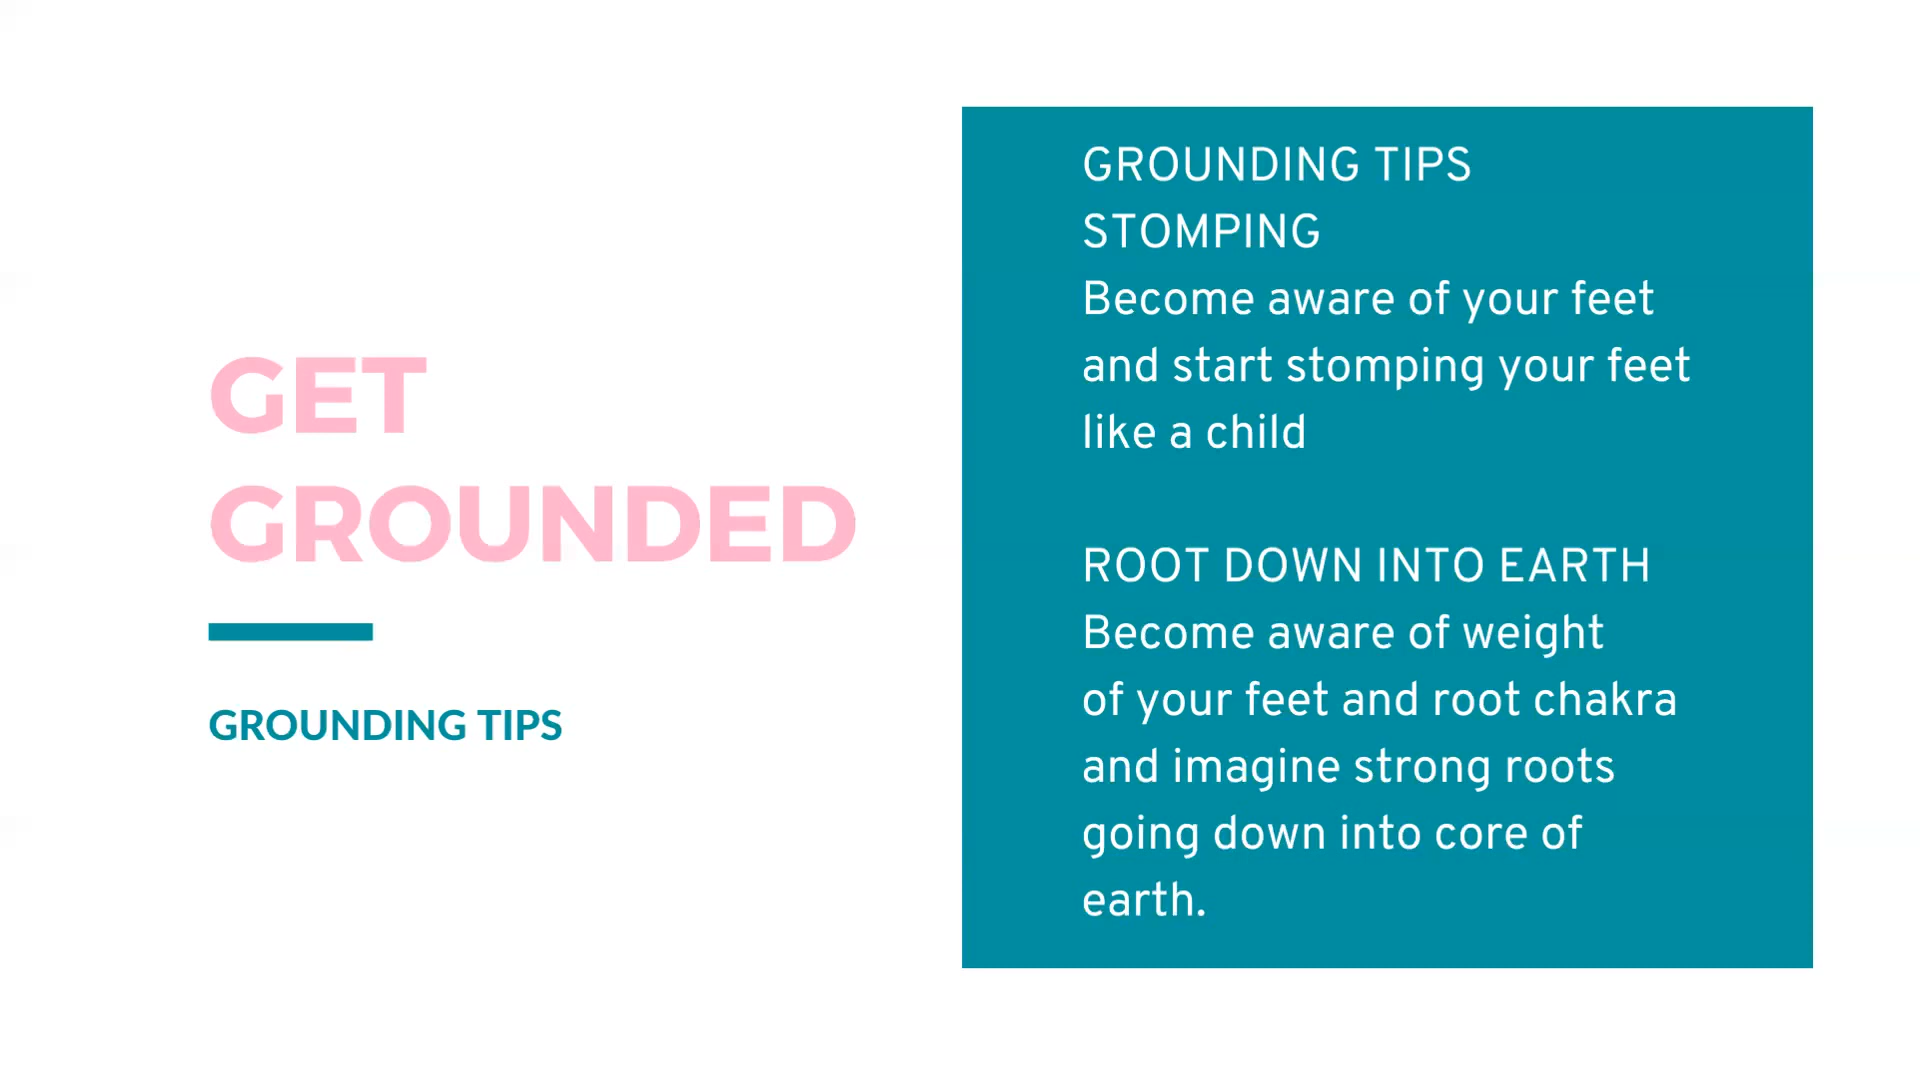 GET
GROUNDED
GROUNDING TIPS
GROUNDING TIPS
STOMPING
Become aware of your feet
and start stomping your feet
like a child
ROOT DOWN INTO EARTH
Become aware of weight
of your feet and root chakra
and imagine strong roots
going down into core of
earth.